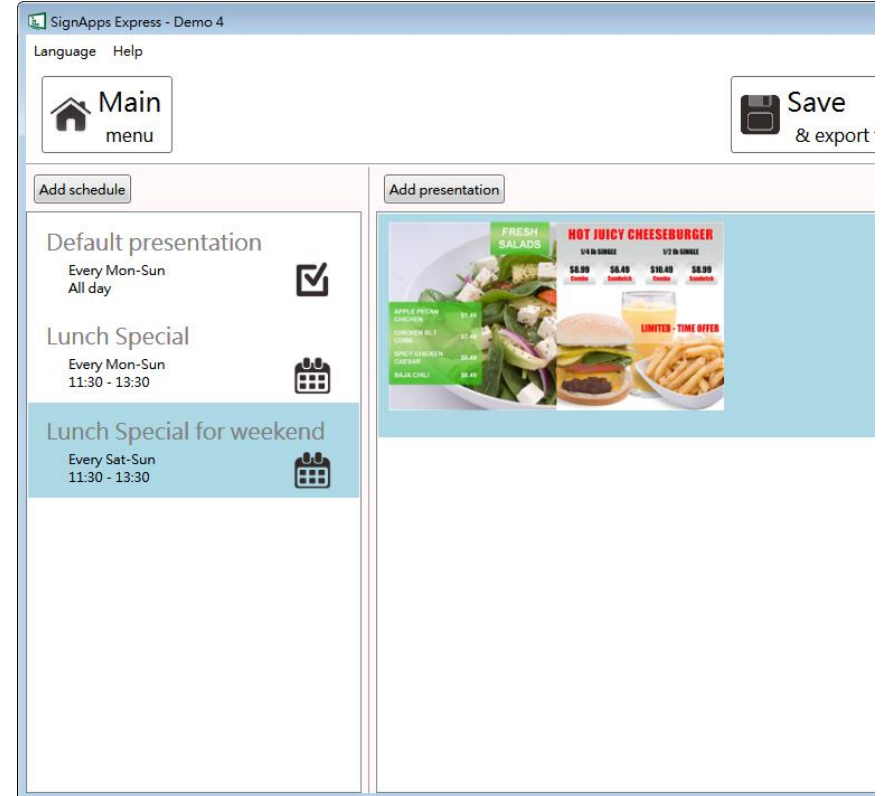 SignApps Express - Demo 4
Language Help
Main
menu
Save
& export
Add schedule
Add presentation
Default presentation
Every Mon-Sun
All day
Lunch Special
Every Mon-Sun
11:30 - 13:30
Lunch Special for weekend
Every Sat-Sun
11:30 - 13:30
FRESH
SALADS
APPLE PECAN
CHICKEN
$7.49
CHICKEN BLT
COBB
$7.49
SPICY CHICKEN
CAESAR
BAJA CHILI
HOT JUICY CHEESEBURGER
1/4 lb SINGLE 1/2 lb SINGLE
$8.99 $6.49 $10.49 $8.99
Combo Sandwich Combo Sandwich
LIMITED - TIME OFFER